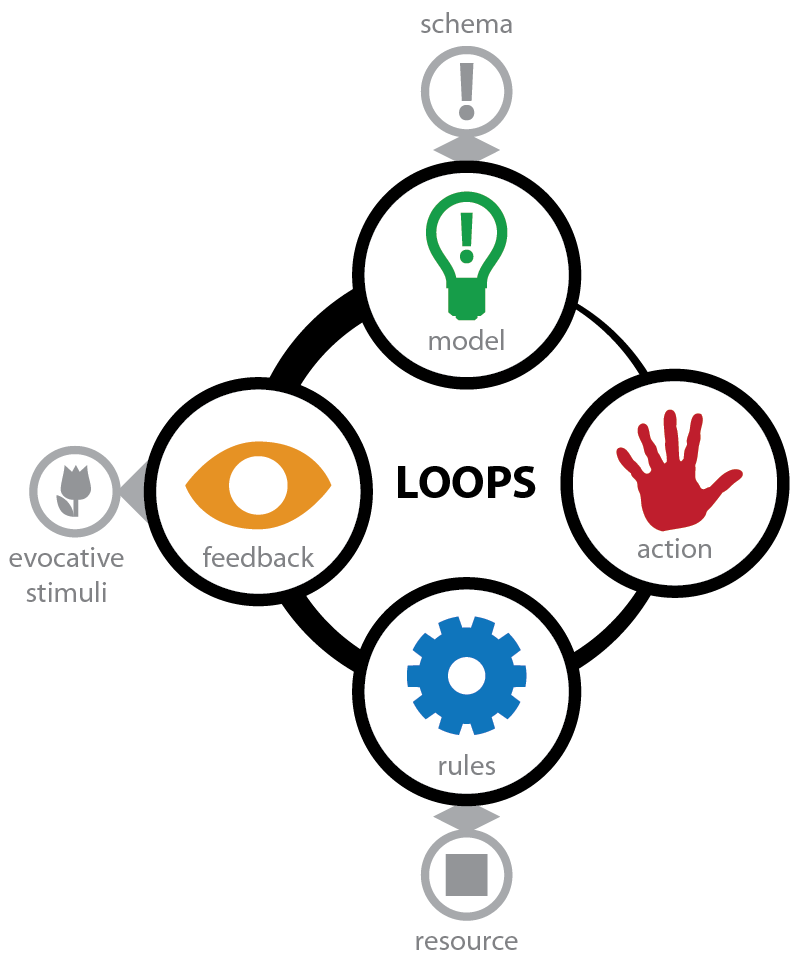 schema
model
LOOPS
action
feedback
evocative
stimuli
rules
resource